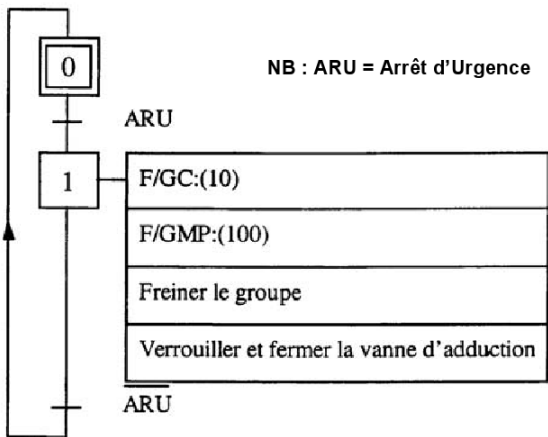 0
NB : ARU = Arrêt d'Urgence
ARU
1
F/GC:(10)
F/GMP:(100)
Freiner le groupe
Verrouiller et fermer la vanne d'adduction
A̅R̅U̅